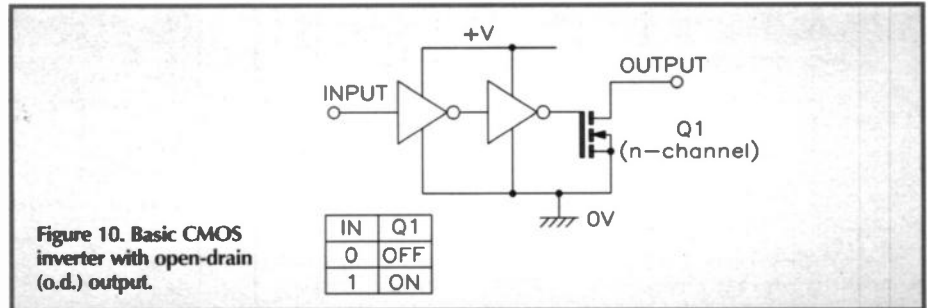 +V
OUTPUT
INPUT
Q1
(n-channel)
0V
IN Q1
0 OFF
1 ON
Figure 10. Basic CMOS
inverter with open-drain
(o.d.) output.